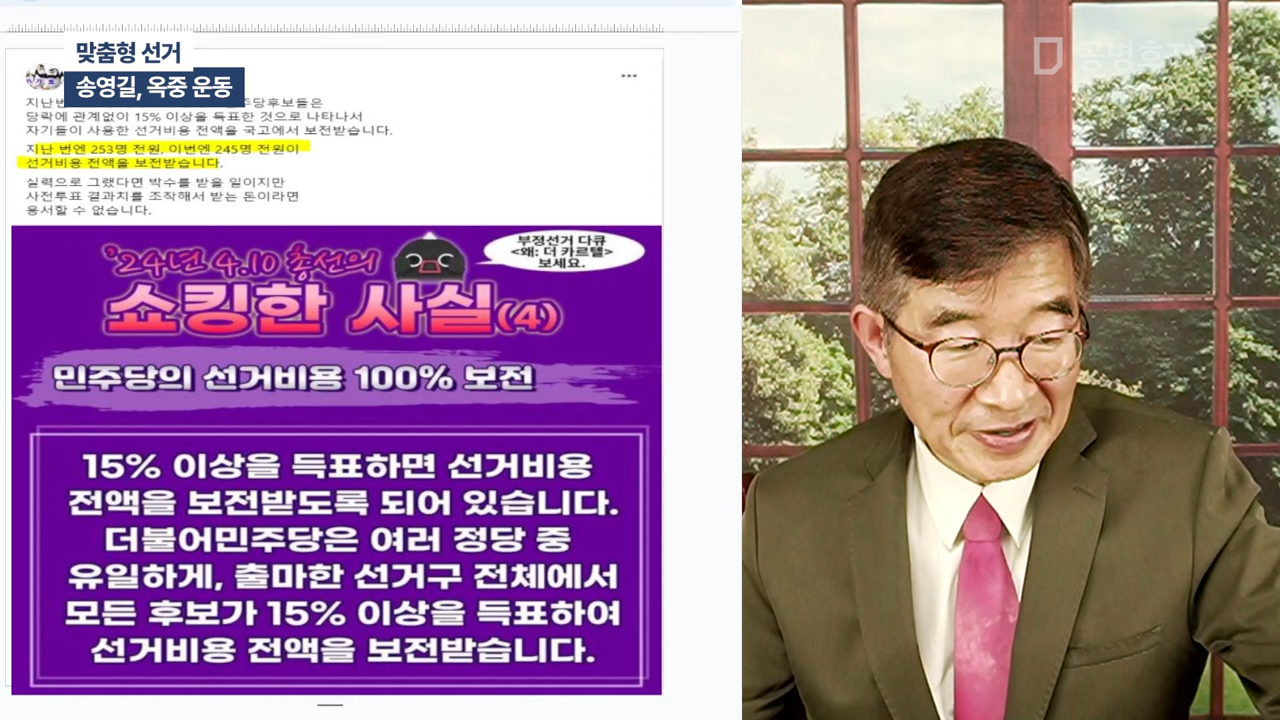 맞춤형 선거
송영길, 옥중 운동
지난번
당후보들은
당락에 관계없이 15% 이상을 득표한 것으로 나타나서
자기들이 사용한 선거비용 전액을 국고에서 보전받습니다.
지난 번엔 253명 전원, 이번엔 245명 전원이
선거비용 전액을 보전받습니다.
실력으로 그랬다면 박수를 받을 일이지만
사전투표 결과지를 조작해서 받는 돈이라면
용서할 수 없습니다.
'24년 4.10 총선의
부정선거 다큐
<왜: 더 카르텔>
보세요.
쇼킹한 사실(4)
민주당의 선거비용 100% 보전
15% 이상을 득표하면 선거비용
전액을 보전받도록 되어 있습니다.
더불어민주당은 여러 정당 중
유일하게, 출마한 선거구 전체에서
모든 후보가 15% 이상을 득표하여
선거비용 전액을 보전받습니다.
공병호